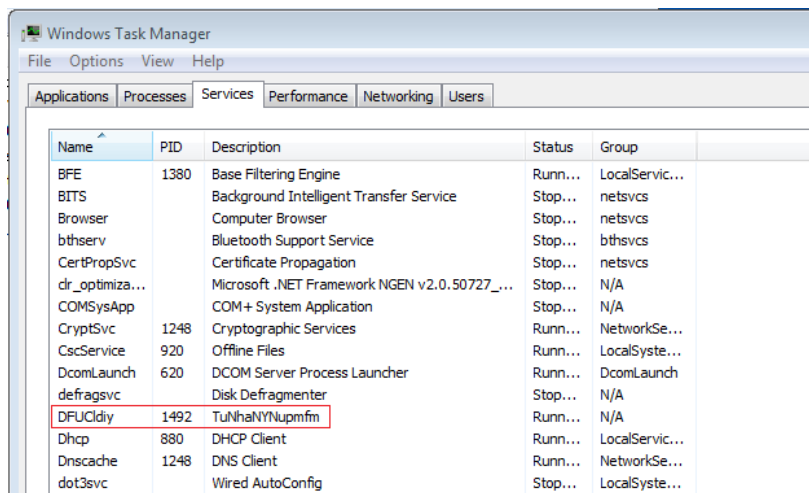 Windows Task Manager
File Options View Help
Applications Processes Services Performance Networking Users
Name PID Description Status Group
BFE 1380 Base Filtering Engine Runn... LocalServic...
BITS Background Intelligent Transfer Service Stop... netsvcs
Browser Computer Browser Stop... netsvcs
bthserv Bluetooth Support Service Stop... bthsvcs
CertPropSvc Certificate Propagation Stop... netsvcs
clr_optimiza... Microsoft .NET Framework NGEN v2.0.50727_... Stop... N/A
COMSysApp COM+ System Application Stop... N/A
CryptSvc 1248 Cryptographic Services Runn... NetworkSe...
CscService 920 Offline Files Runn... LocalSyste...
DcomLaunch 620 DCOM Server Process Launcher Runn... DcomLaunch
defragsvc Disk Defragmenter Stop... N/A
DFUCldiy 1492 TuNhaNYNupmfm Runn... N/A
Dhcp 880 DHCP Client Runn... LocalServic...
Dnscache 1248 DNS Client Runn... NetworkSe...
dot3svc Wired AutoConfig Stop... LocalSyste...